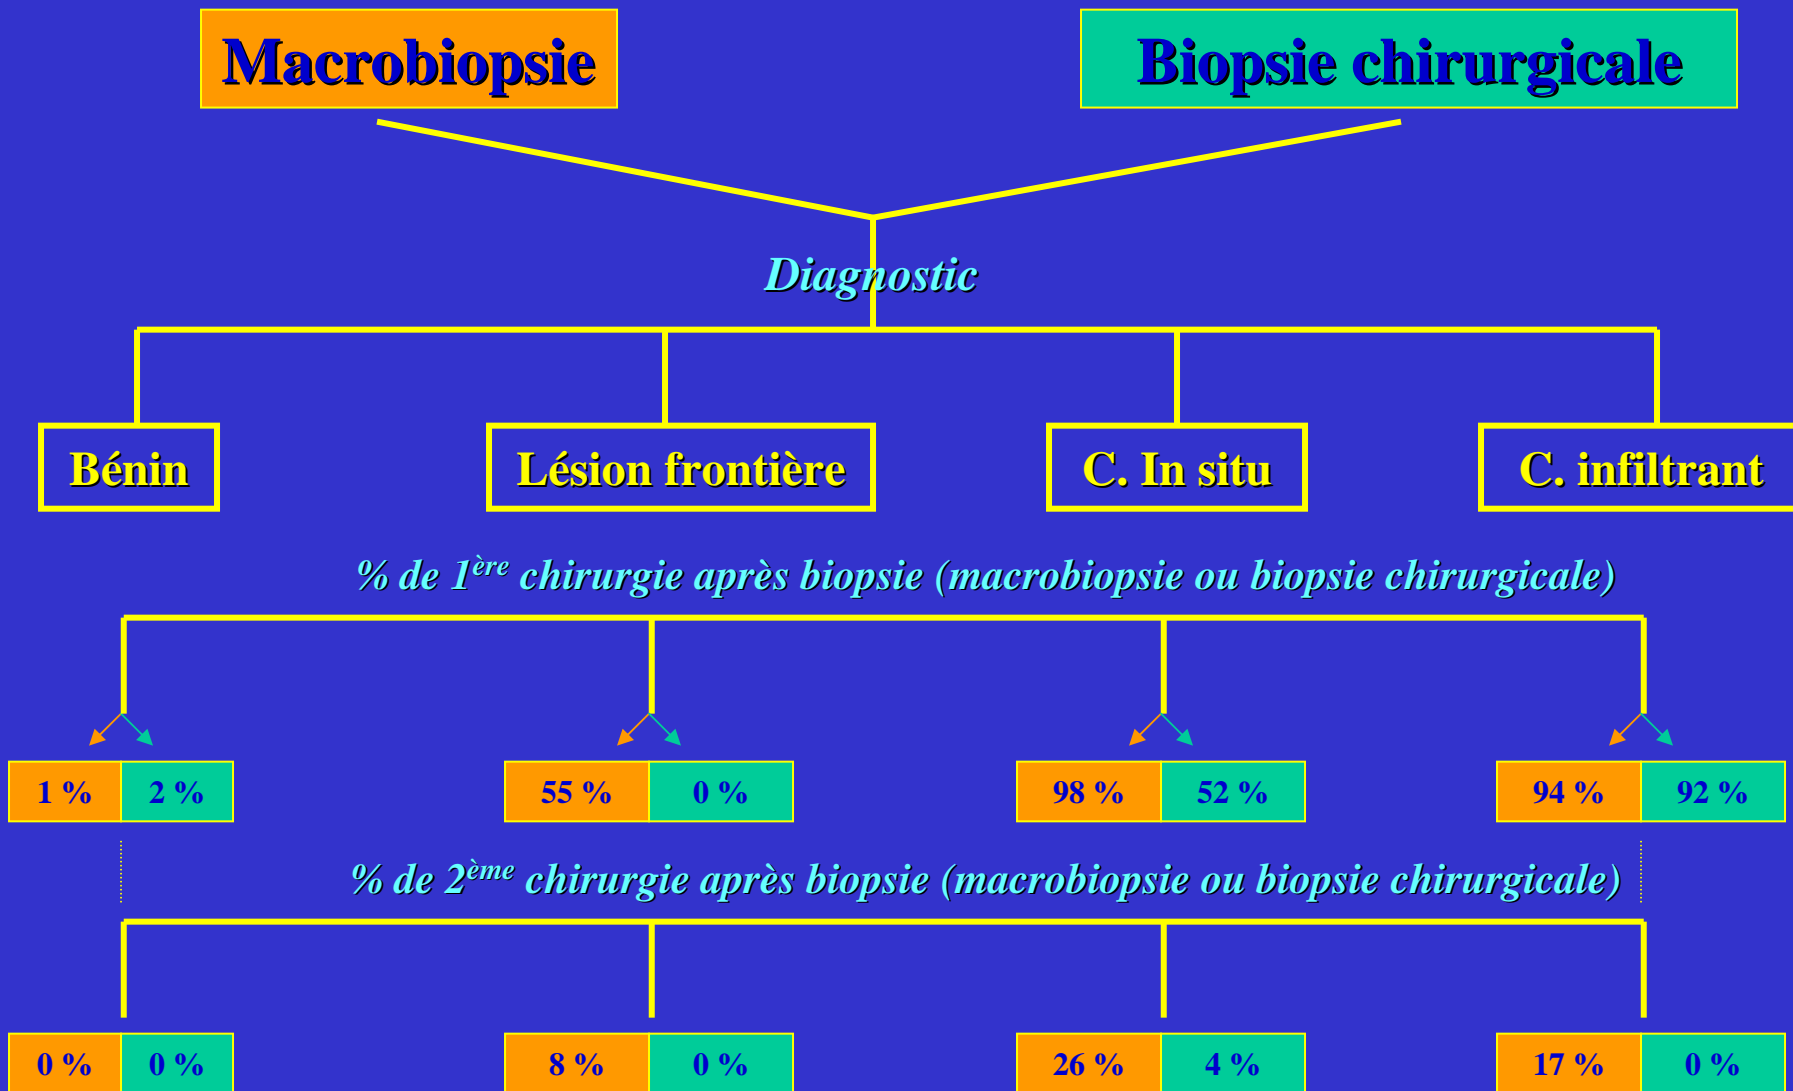 Macrobiopsie
Biopsie chirurgicale
Diagnostic
Bénin
Lésion frontière
C. In situ
C. infiltrant
% de 1ère chirurgie après biopsie (macrobiopsie ou biopsie chirurgicale)
1 % 2 % 55 % 0 % 98 % 52 % 94 % 92 %
% de 2ème chirurgie après biopsie (macrobiopsie ou biopsie chirurgicale)
0 % 0 % 8 % 0 % 26 % 4 % 17 % 0 %